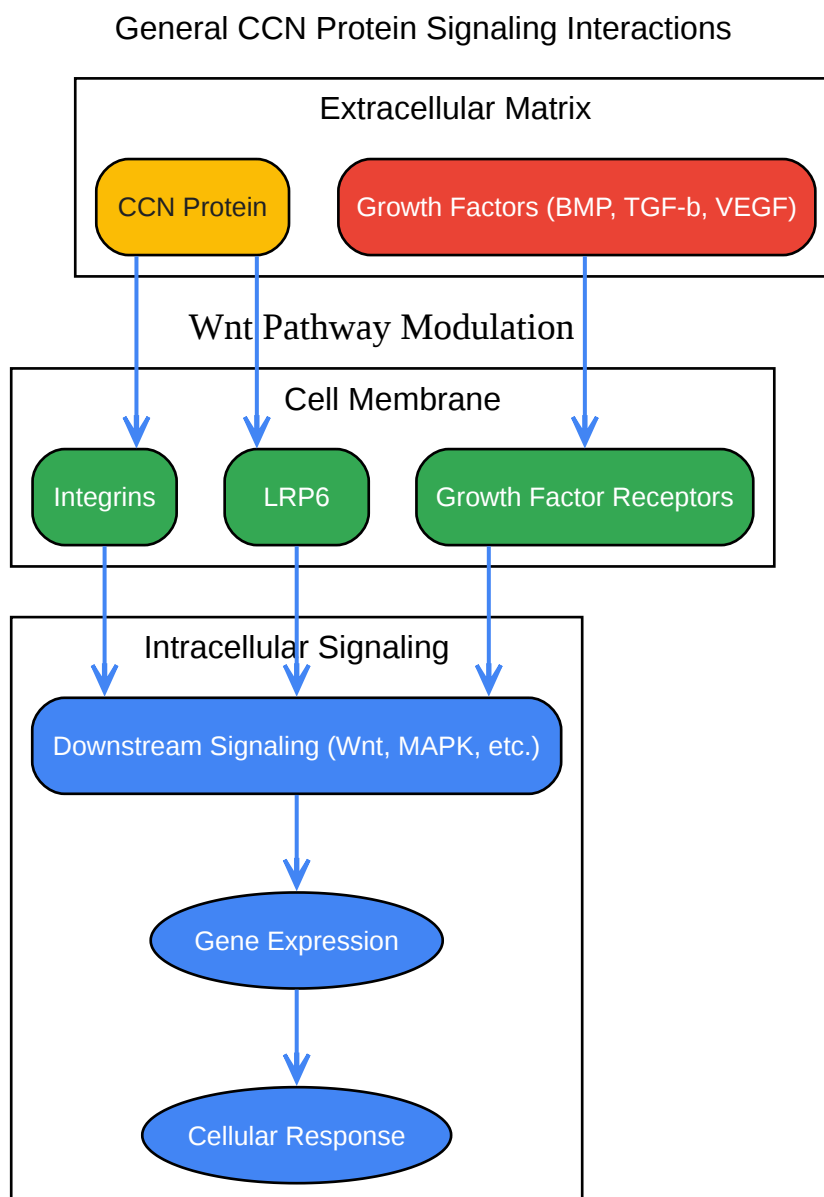 General CCN Protein Signaling Interactions
Extracellular Matrix
CCN Protein
Growth Factors (BMP, TGF-b, VEGF)
Wnt Pathway Modulation
Cell Membrane
Integrins
LRP6
Growth Factor Receptors
Intracellular Signaling
Downstream Signaling (Wnt, MAPK, etc.)
Gene Expression
Cellular Response